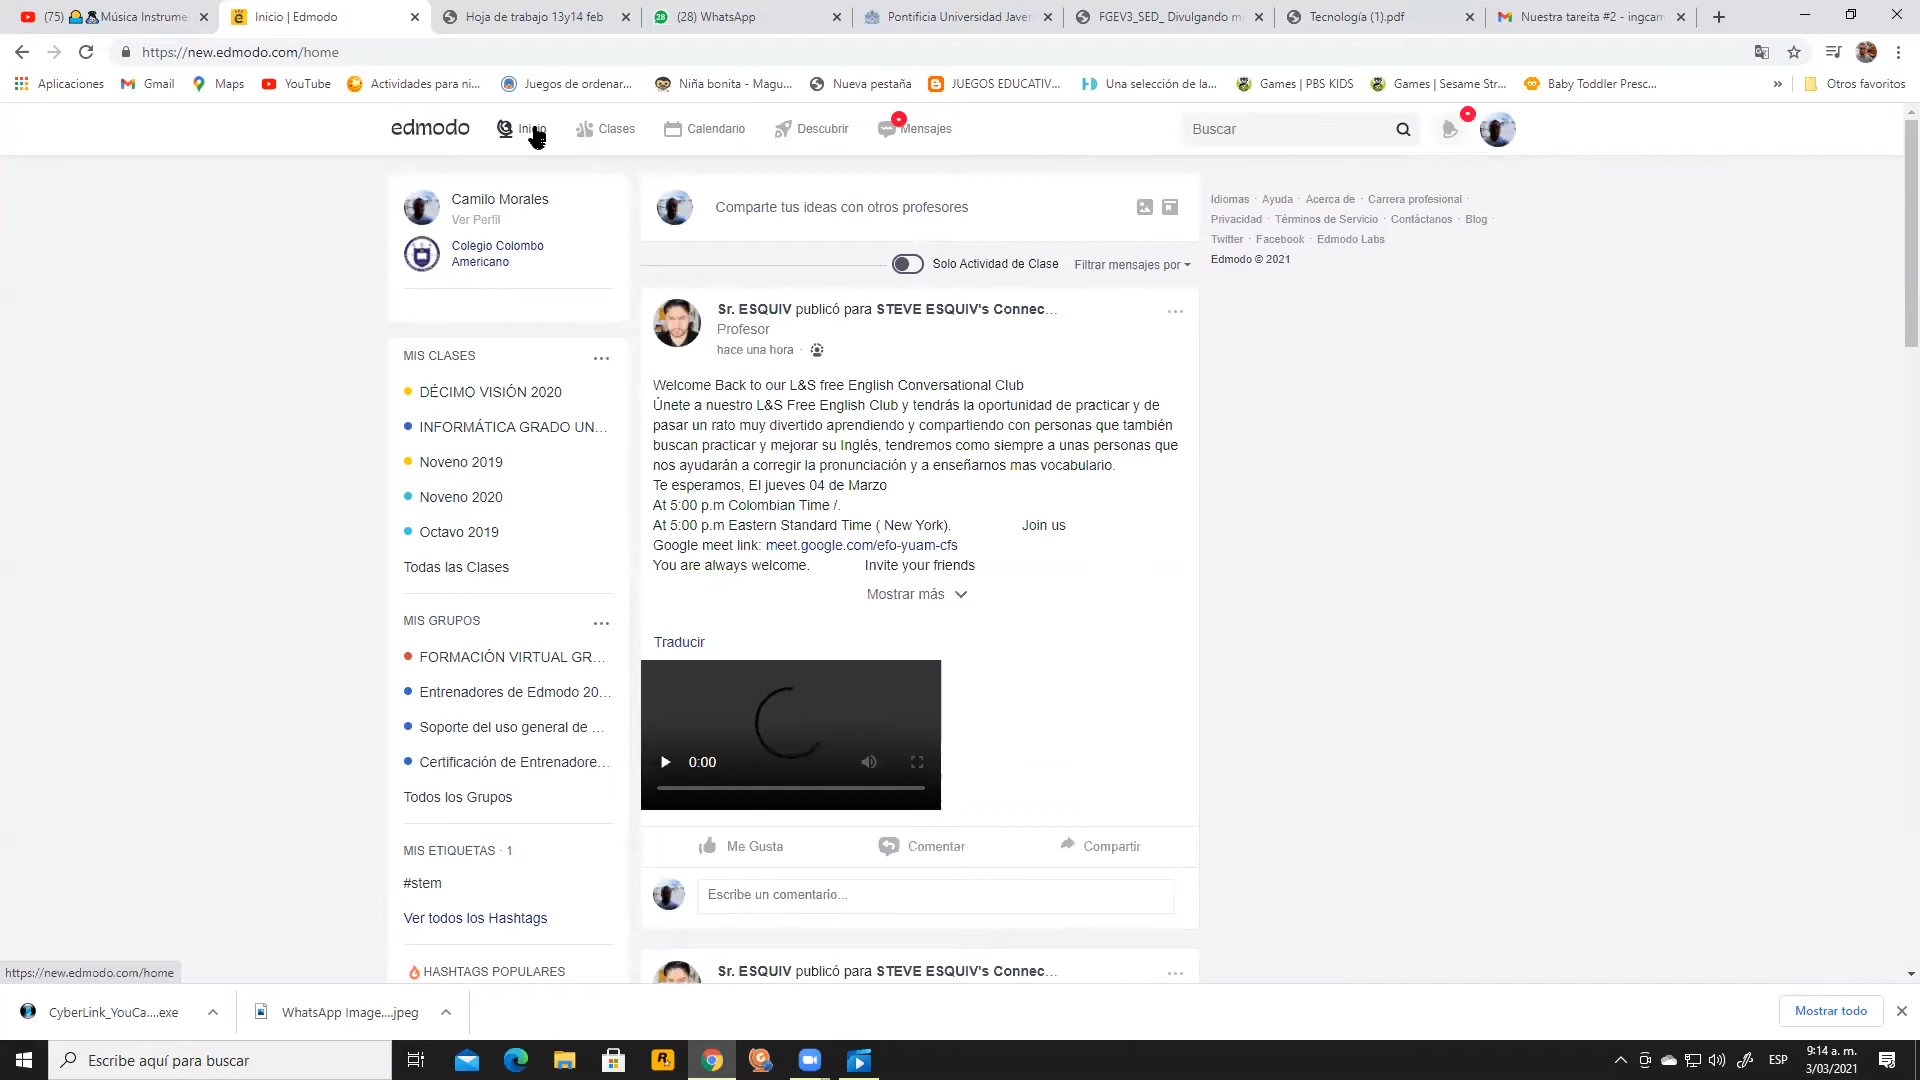 (75) Música Instrume
Inicio | Edmodo
Hoja de trabajo 13y14 feb
(28) WhatsApp
Pontificia Universidad Javer
FGEV3_SED_ Divulgando m
Tecnología (1).pdf
Nuestra tareita #2 - ingcam
https://new.edmodo.com/home
Aplicaciones
Gmail
Maps
YouTube
Actividades para ni...
Juegos de ordenar...
Niña bonita - Magu...
Nueva pestaña
JUEGOS EDUCATIV...
Una selección de la...
Games | PBS KIDS
Games | Sesame Str...
Baby Toddler Presc...
»
Otros favoritos
edmodo
Inicio
Clases
Calendario
Descubrir
Mensajes
Buscar
Camilo Morales
Ver Perfil
Colegio Colombo
Americano
MIS CLASES
DÉCIMO VISIÓN 2020
INFORMÁTICA GRADO UN...
Noveno 2019
Noveno 2020
Octavo 2019
Todas las Clases
MIS GRUPOS
FORMACIÓN VIRTUAL GR...
Entrenadores de Edmodo 20...
Soporte del uso general de ...
Certificación de Entrenadore...
Todos los Grupos
MIS ETIQUETAS · 1
#stem
Ver todos los Hashtags
HASHTAGS POPULARES
Comparte tus ideas con otros profesores
Solo Actividad de Clase
Filtrar mensajes por
Sr. ESQUIV publicó para STEVE ESQUIV's Connec...
Profesor
hace una hora ·
Welcome Back to our L&S free English Conversational Club
Únete a nuestro L&S Free English Club y tendrás la oportunidad de practicar y de
pasar un rato muy divertido aprendiendo y compartiendo con personas que también
buscan practicar y mejorar su Inglés, tendremos como siempre a unas personas que
nos ayudarán a corregir la pronunciación y a enseñarnos mas vocabulario.
Te esperamos, El jueves 04 de Marzo
At 5:00 p.m Colombian Time /.
At 5:00 p.m Eastern Standard Time ( New York). Join us
Google meet link: meet.google.com/efo-yuam-cfs
You are always welcome. Invite your friends
Mostrar más
Traducir
0:00
Me Gusta
Comentar
Compartir
Escribe un comentario...
Sr. ESQUIV publicó para STEVE ESQUIV's Connec...
Idiomas · Ayuda · Acerca de · Carrera profesional ·
Privacidad · Términos de Servicio · Contáctanos · Blog ·
Twitter · Facebook · Edmodo Labs
Edmodo © 2021
https://new.edmodo.com/home
CyberLink_YouCa....exe
WhatsApp Image....jpeg
Mostrar todo
Escribe aquí para buscar
ESP
9:14 a. m.
3/03/2021